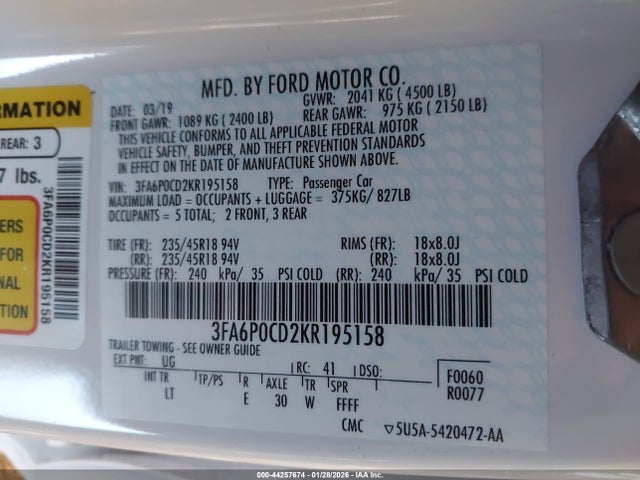 RMATION
REAR: 3
7 lbs.
ERS
FOR
NAL
TION
3FA6P0CD2KR195158
MFD. BY FORD MOTOR CO.
DATE: 03/19 GVWR: 2041 KG ( 4500 LB)
FRONT GAWR: 1089 KG ( 2400 LB) REAR GAWR: 975 KG ( 2150 LB)
THIS VEHICLE CONFORMS TO ALL APPLICABLE FEDERAL MOTOR
VEHICLE SAFETY, BUMPER, AND THEFT PREVENTION STANDARDS
IN EFFECT ON THE DATE OF MANUFACTURE SHOWN ABOVE.
VIN: 3FA6P0CD2KR195158 TYPE: Passenger Car
MAXIMUM LOAD = OCCUPANTS + LUGGAGE = 375KG/ 827LB
OCCUPANTS = 5 TOTAL; 2 FRONT, 3 REAR
TIRE (FR): 235/45R18 94V RIMS (FR): 18x8.0J
(RR): 235/45R18 94V (RR): 18x8.0J
PRESSURE (FR): 240 kPa/ 35 PSI COLD (RR): 240 kPa/ 35 PSI COLD
3FA6P0CD2KR195158
TRAILER TOWING - SEE OWNER GUIDE
EXT PNT: UG RC: 41 DSO: F0060
INT TR TP/PS R AXLE TR SPR R0077
LT E 30 W FFFF
CMC ▽SU5A-5420472-AA
000-44257674 | 01/28/2026 | IAA Inc.